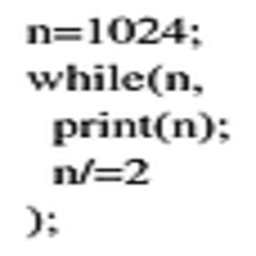 n=1024;
while(n,
print(n);
n/=2
);